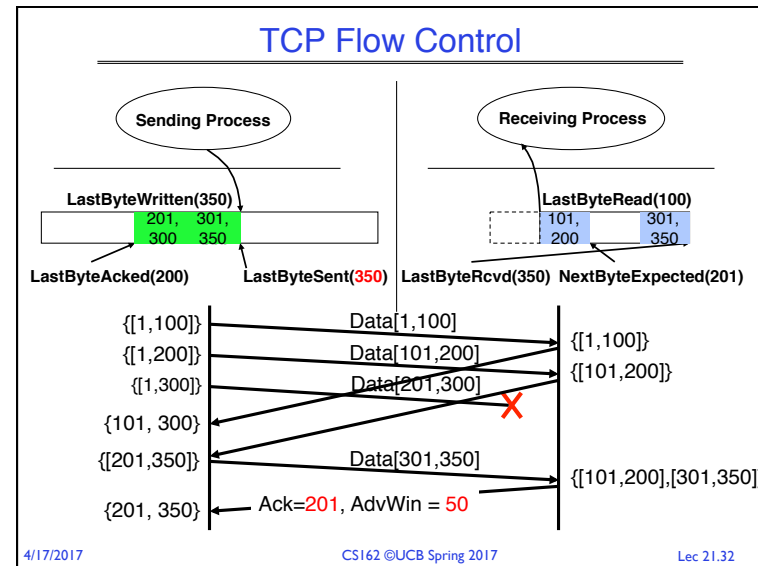 TCP Flow Control
Sending Process
Receiving Process
LastByteWritten(350)
LastByteRead(100)
201, 301,
300 350
101, 301,
200 350
LastByteAcked(200) LastByteSent(350) LastByteRcvd(350) NextByteExpected(201)
{[1,100]} Data[1,100] {[1,100]}
{[1,200]} Data[101,200] {[101,200]}
{[1,300]} Data[201,300]
{101, 300}
{[201,350]} Data[301,350] {[101,200],[301,350]}
{201, 350} Ack=201, AdvWin = 50
4/17/2017 CS162 ©UCB Spring 2017 Lec 21.32